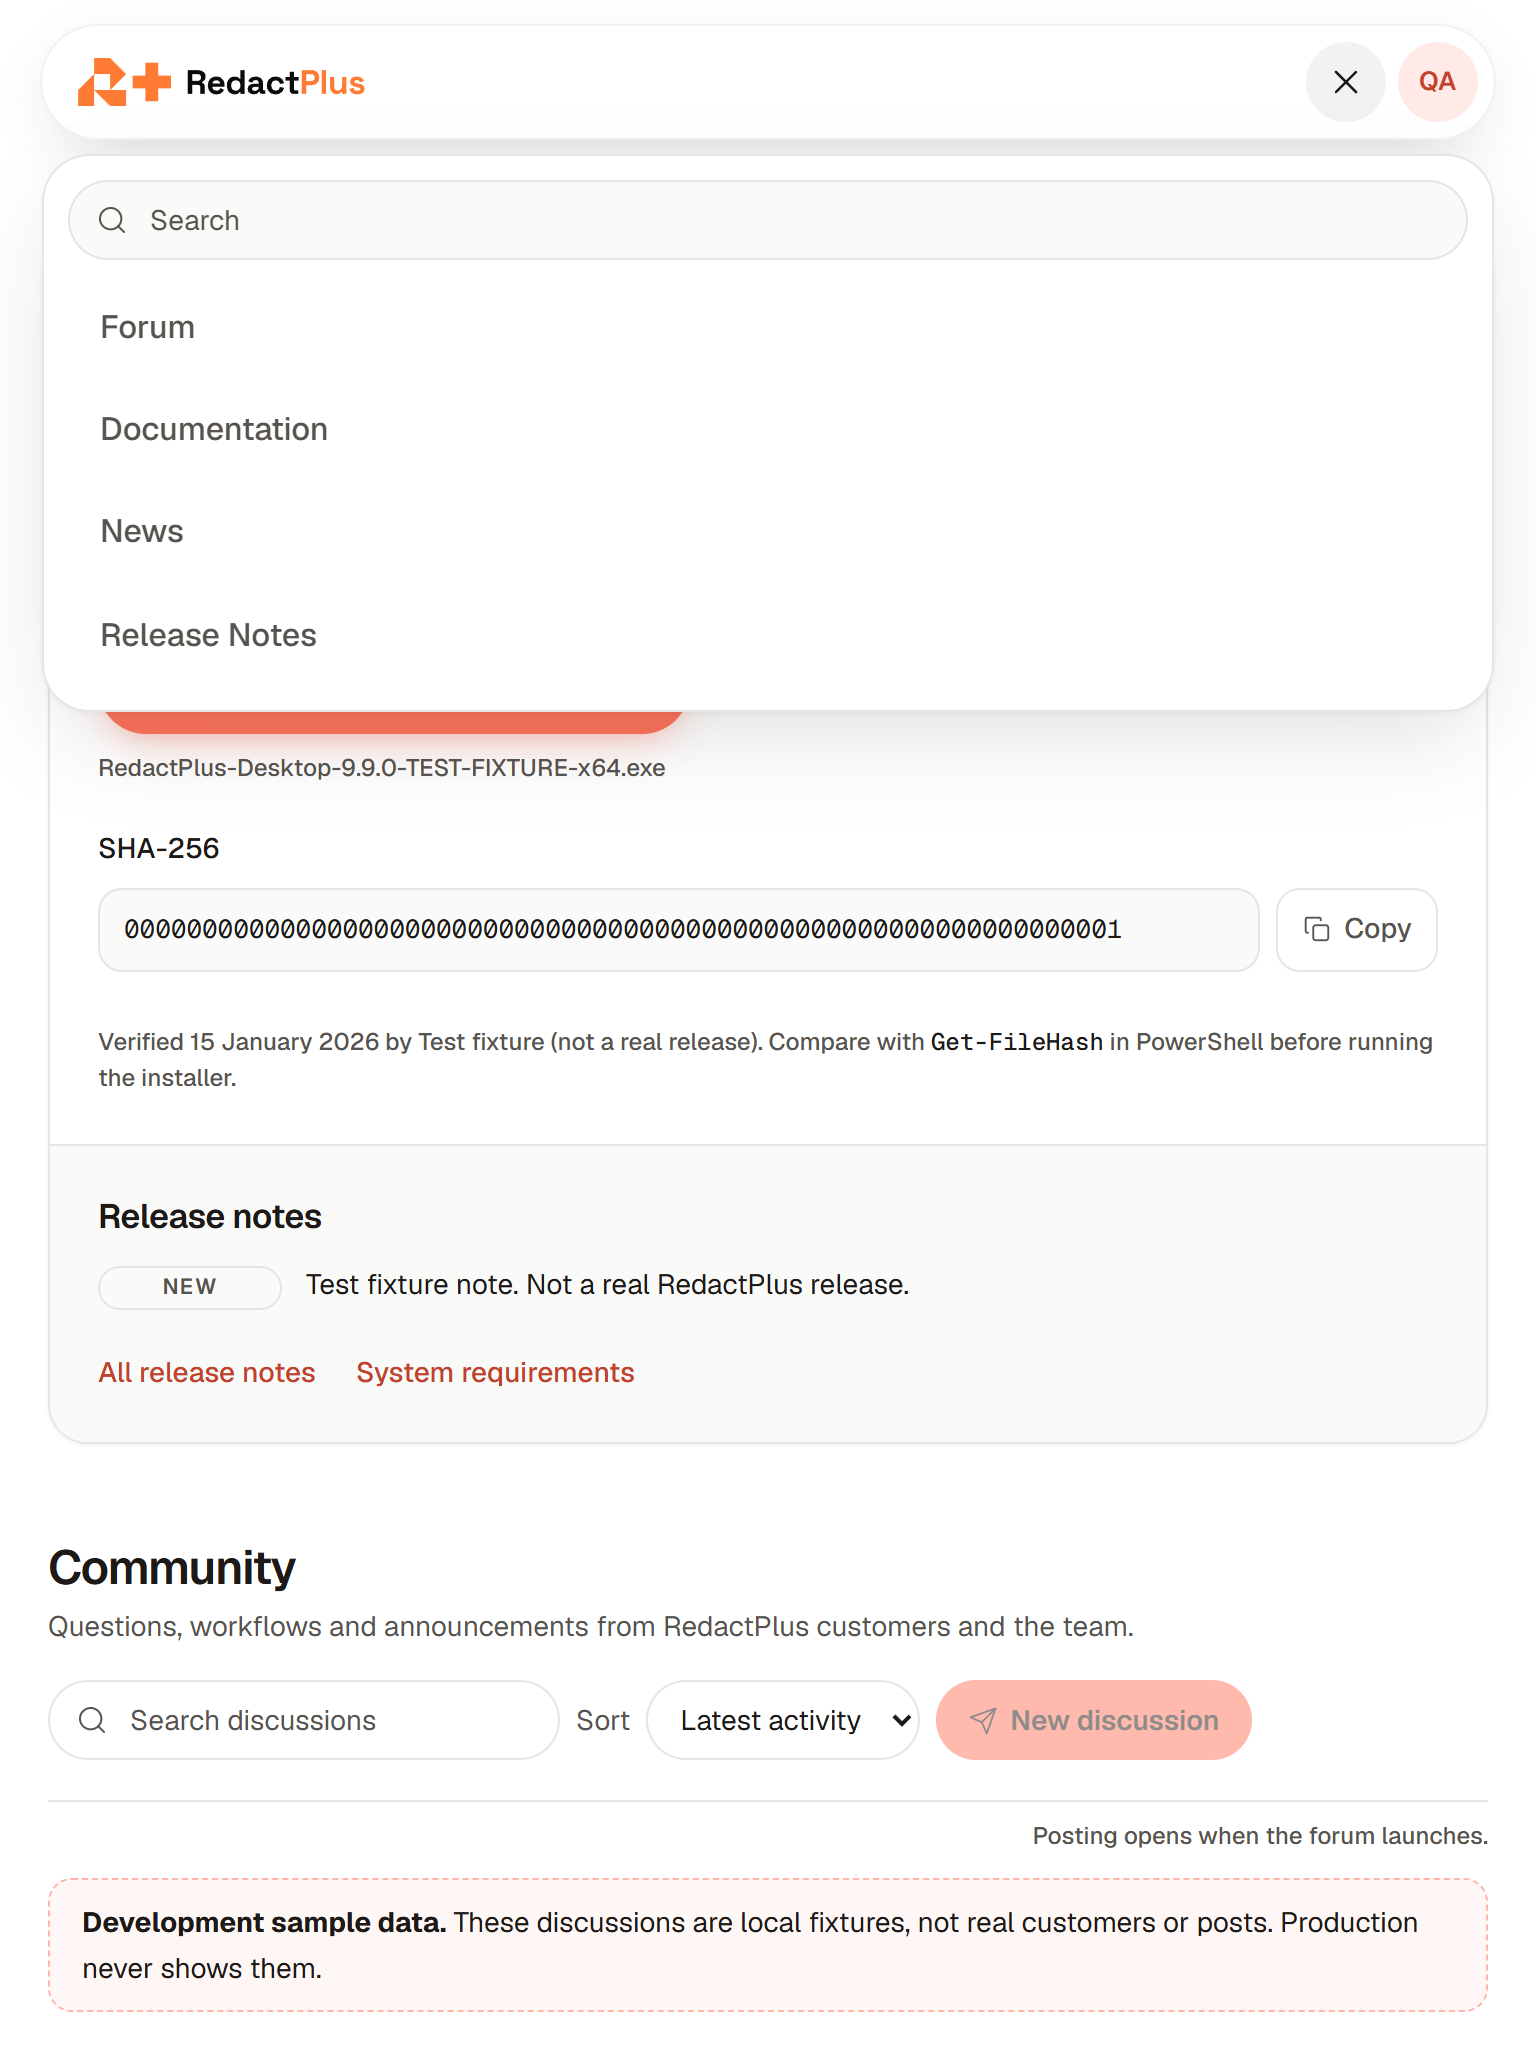 RedactPlus
QA
Search
Forum
Documentation
News
Release Notes
RedactPlus-Desktop-9.9.0-TEST-FIXTURE-x64.exe
SHA-256
0000000000000000000000000000000000000000000000000000000000000001
Copy
Verified 15 January 2026 by Test fixture (not a real release). Compare with Get-FileHash in PowerShell before running
the installer.
Release notes
NEW Test fixture note. Not a real RedactPlus release.
All release notes System requirements
Community
Questions, workflows and announcements from RedactPlus customers and the team.
Search discussions Sort Latest activity New discussion
Posting opens when the forum launches.
Development sample data. These discussions are local fixtures, not real customers or posts. Production
never shows them.